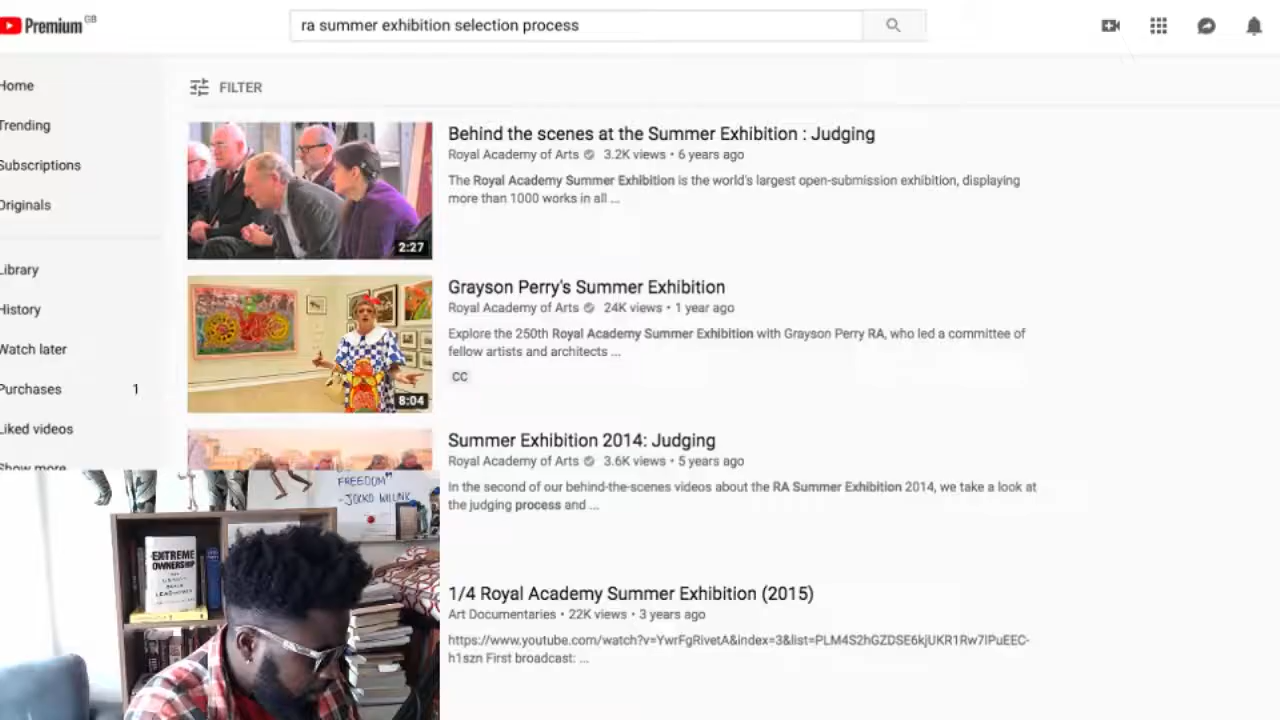 Premium GB
ra summer exhibition selection process
Home
Trending
Subscriptions
Originals
Library
History
Watch later
Purchases 1
Liked videos
Show more
FILTER
Behind the scenes at the Summer Exhibition : Judging
Royal Academy of Arts 3.2K views • 6 years ago
The Royal Academy Summer Exhibition is the world's largest open-submission exhibition, displaying
more than 1000 works in all ...
2:27
Grayson Perry's Summer Exhibition
Royal Academy of Arts 24K views • 1 year ago
Explore the 250th Royal Academy Summer Exhibition with Grayson Perry RA, who led a committee of
fellow artists and architects ...
CC
8:04
Summer Exhibition 2014: Judging
Royal Academy of Arts 3.6K views • 5 years ago
In the second of our behind-the-scenes videos about the RA Summer Exhibition 2014, we take a look at
the judging process and ...
1/4 Royal Academy Summer Exhibition (2015)
Art Documentaries • 22K views • 3 years ago
https://www.youtube.com/watch?v=YwrFgRivetA&index=3&list=PLM4S2hGZDSE6kjUKR1Rw7IPuEEC-
h1szn First broadcast: ...
FREEDOM"
-JOCKO WILLINK
EXTREME
OWNERSHIP